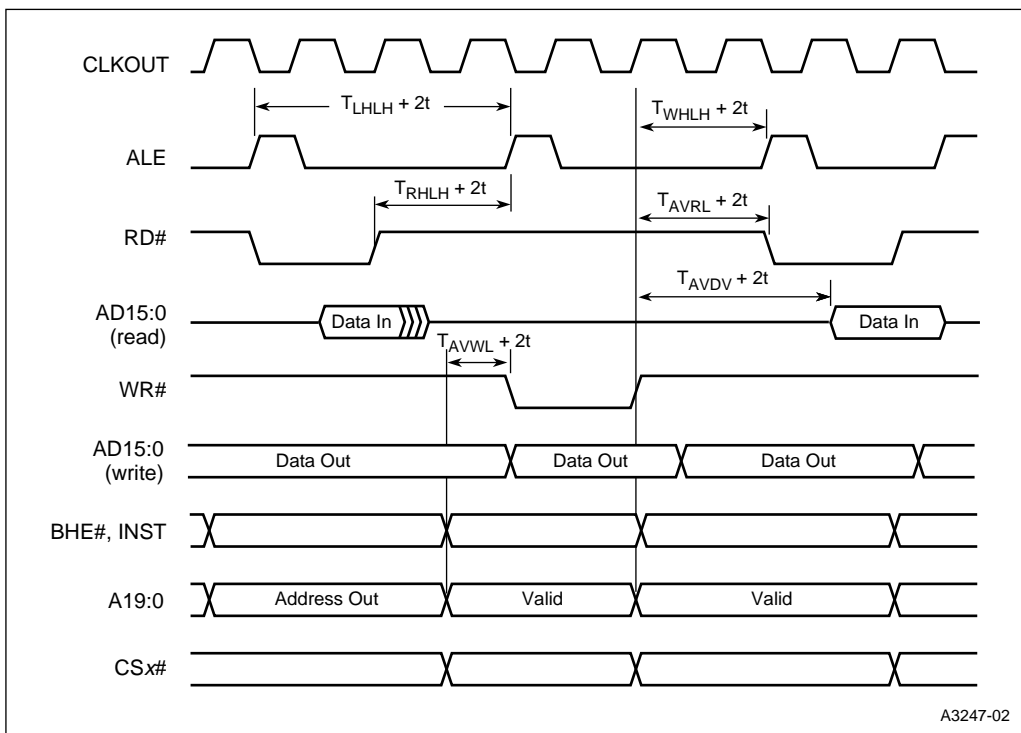 CLKOUT
T_LHLH + 2t
T_WHLH + 2t
ALE
T_RHLH + 2t
T_AVRL + 2t
RD#
T_AVDV + 2t
AD15:0
(read)
Data In
Data In
T_AVWL + 2t
WR#
AD15:0
(write)
Data Out
Data Out
Data Out
BHE#, INST
A19:0
Address Out
Valid
Valid
CSx#
A3247-02